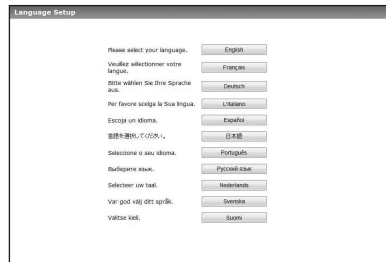 Language Setup
Please select your language. English
Veuillez sélectionner votre
langue. Français
Bitte wählen Sie Ihre Sprache
aus. Deutsch
Per favore scelga la Sua lingua. L'italiano
Escoja un idioma. Español
言語を選択してください。 日本語
Seleccione o seu idioma. Português
Выберите язык. Русский язык
Selecteer uw taal. Nederlands
Var god välj ditt språk. Svenska
Valitse kieli. Suomi